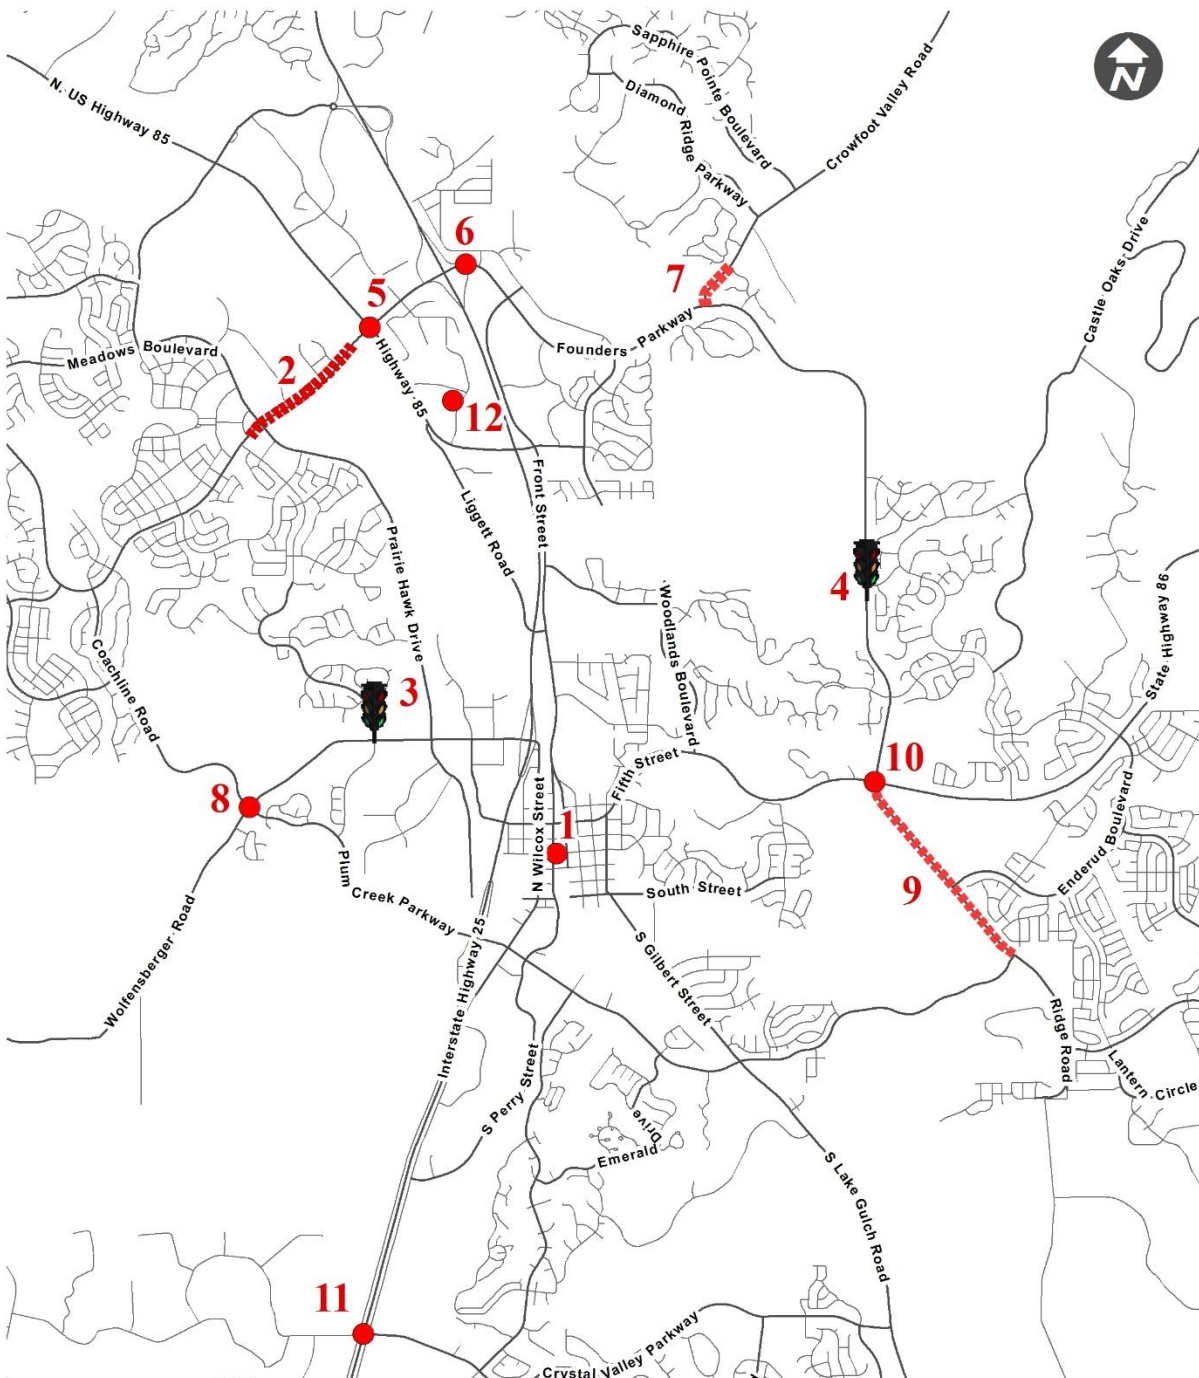 N
Sapphire Pointe Boulevard
Diamond Ridge Parkway
Crowfoot Valley Road
N. US Highway 85
Castle Oaks Drive
6
7
5
Meadows Boulevard
2
Founders Parkway
Highway 85
12
Front Street
Liggett Road
Prairie Hawk Drive
4
Woodlands Boulevard
State Highway 86
Coachline Road
3
10
Fifth Street
8
N Wilcox Street
1
Enderud Boulevard
9
Plum Creek Parkway
South Street
Wolfensberger Road
Interstate Highway 25
S Gilbert Street
Ridge Road
Lantern Circle
S Perry Street
Emerald Drive
S Lake Gulch Road
11
Crystal Valley Parkway